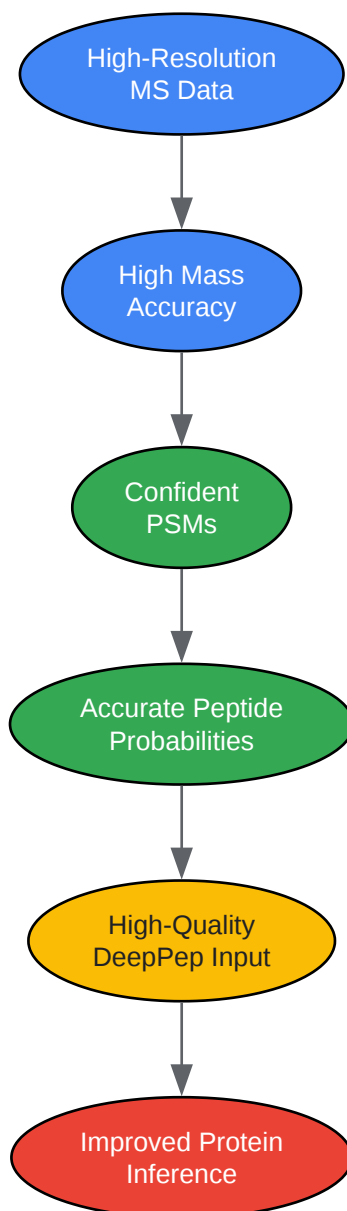 High-Resolution
MS Data
High Mass
Accuracy
Confident
PSMs
Accurate Peptide
Probabilities
High-Quality
DeepPep Input
Improved Protein
Inference